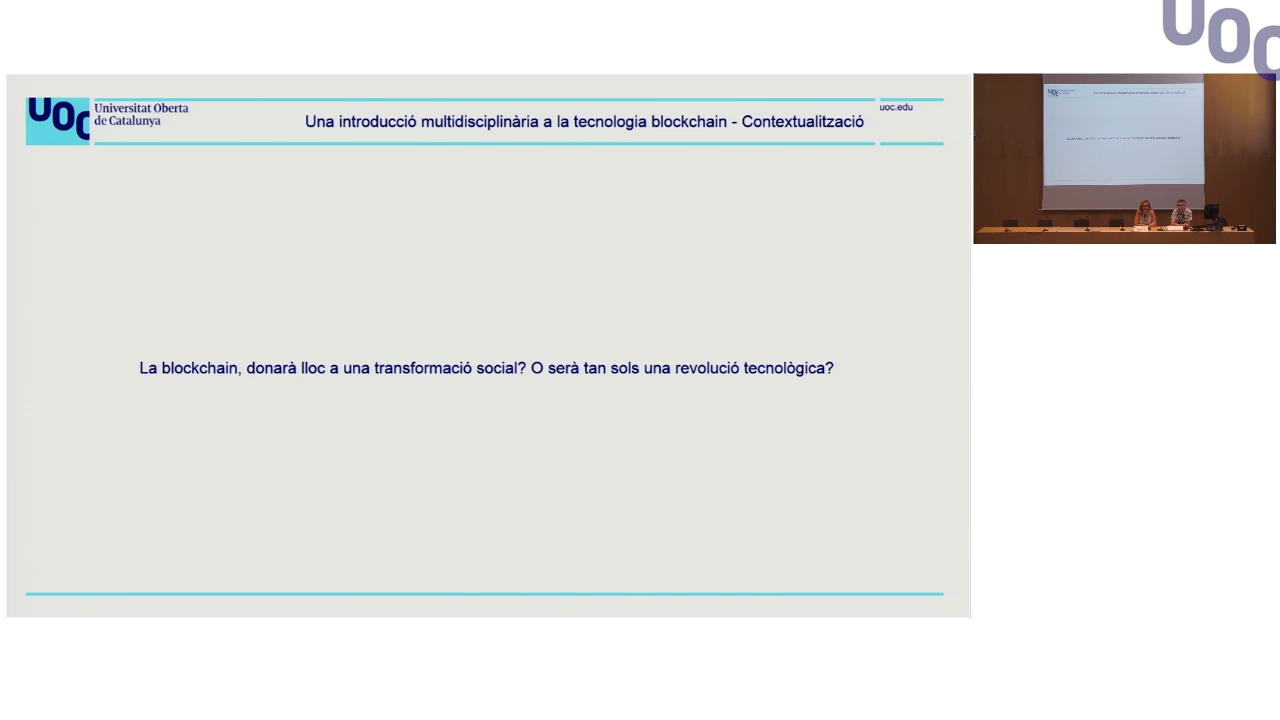 UOC
UOC
Universitat Oberta
de Catalunya
Una introducció multidisciplinària a la tecnologia blockchain - Contextualització
uoc.edu
La blockchain, donarà lloc a una transformació social? O serà tan sols una revolució tecnològica?